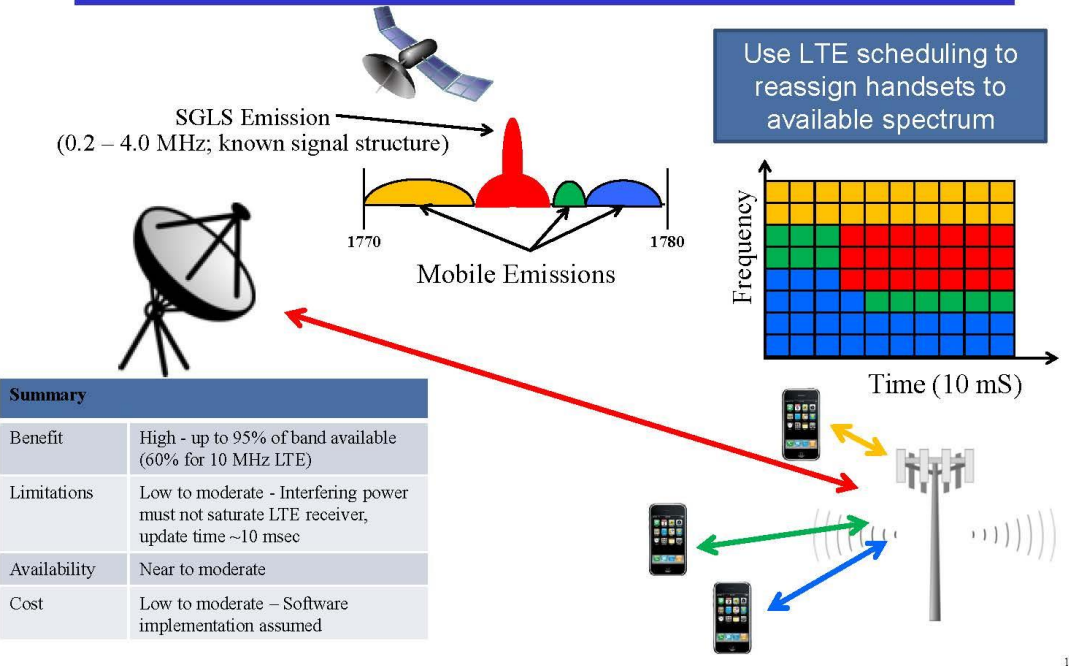 Use LTE scheduling to
reassign handsets to
available spectrum
SGLS Emission
(0.2 – 4.0 MHz; known signal structure)
1770
1780
Mobile Emissions
Frequency
Time (10 mS)
Summary
Benefit
High - up to 95% of band available
(60% for 10 MHz LTE)
Limitations
Low to moderate - Interfering power
must not saturate LTE receiver,
update time ~10 msec
Availability
Near to moderate
Cost
Low to moderate – Software
implementation assumed
1